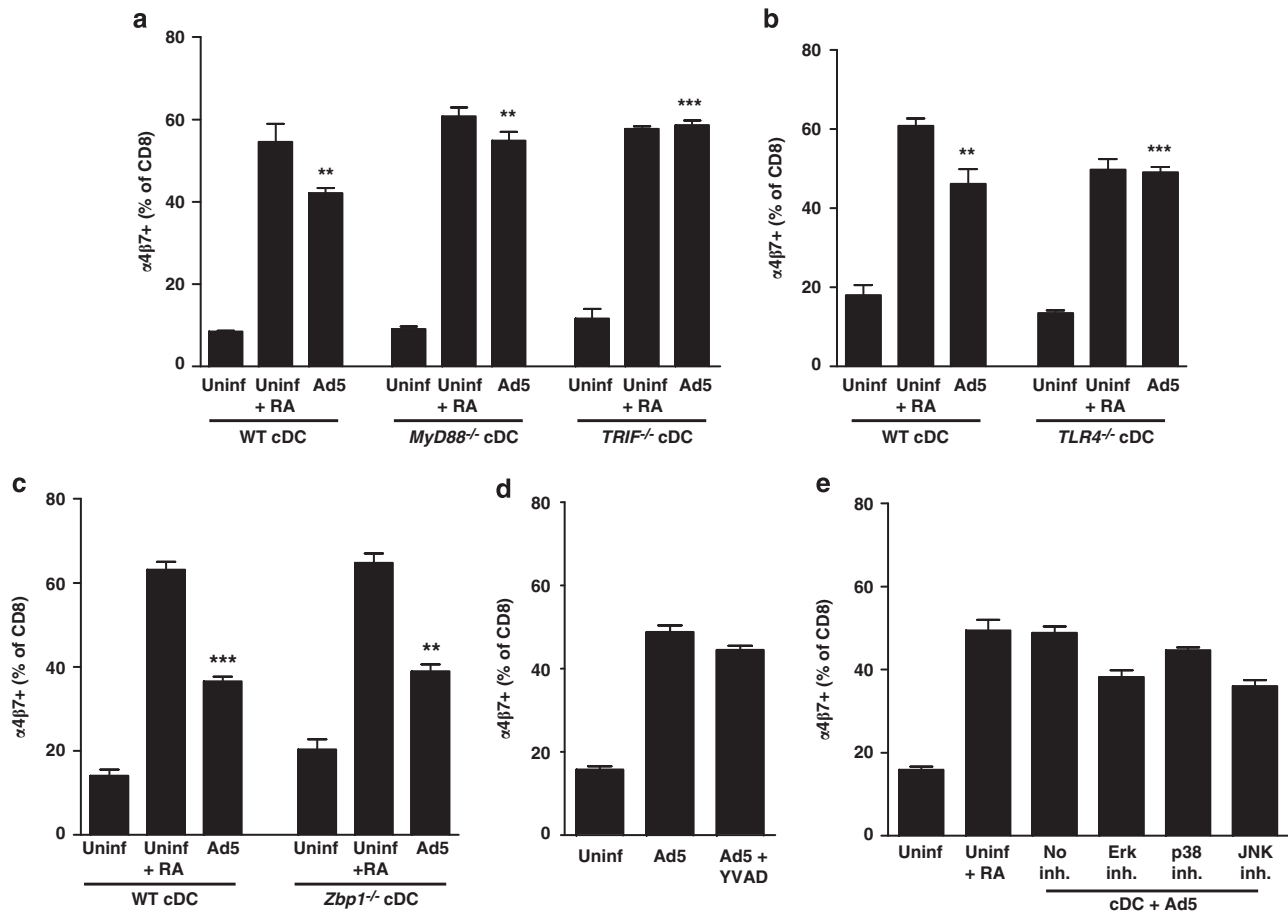 a
80
60
40
20
0
α4β7+ (% of CD8)
**
**
***
Uninf Uninf Ad5 Uninf Uninf Ad5 Uninf Uninf Ad5
+ RA + RA + RA
WT cDC MyD88-/- cDC TRIF-/- cDC
b
80
60
40
20
0
α4β7+ (% of CD8)
**
***
Uninf Uninf Ad5 Uninf Uninf Ad5
+ RA + RA
WT cDC TLR4-/- cDC
c
80
60
40
20
0
α4β7+ (% of CD8)
***
**
Uninf Uninf Ad5 Uninf Uninf Ad5
+ RA +RA
WT cDC Zbp1-/- cDC
d
80
60
40
20
0
α4β7+ (% of CD8)
Uninf Ad5 Ad5 +
YVAD
e
80
60
40
20
0
α4β7+ (% of CD8)
Uninf Uninf No Erk p38 JNK
+ RA inh. inh. inh. inh.
cDC + Ad5